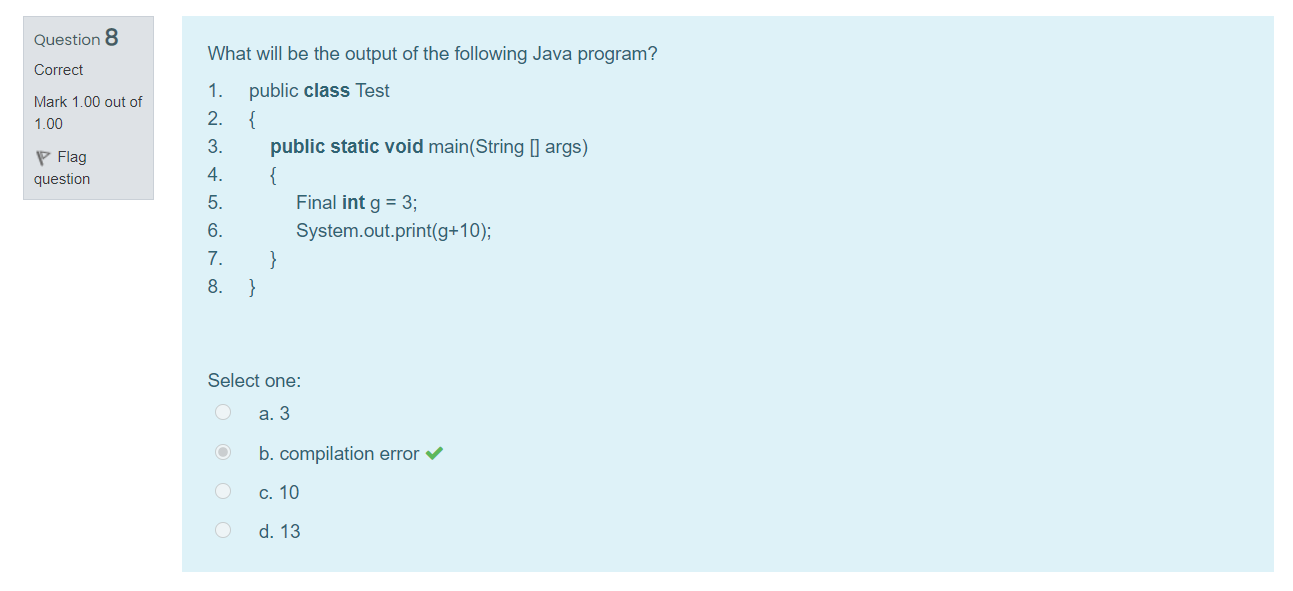 Question 8
Correct
Mark 1.00 out of
1.00
Flag
question
What will be the output of the following Java program?
1. public class Test
2. {
3. public static void main(String [] args)
4. {
5. Final int g = 3;
6. System.out.print(g+10);
7. }
8. }
Select one:
a. 3
b. compilation error
c. 10
d. 13